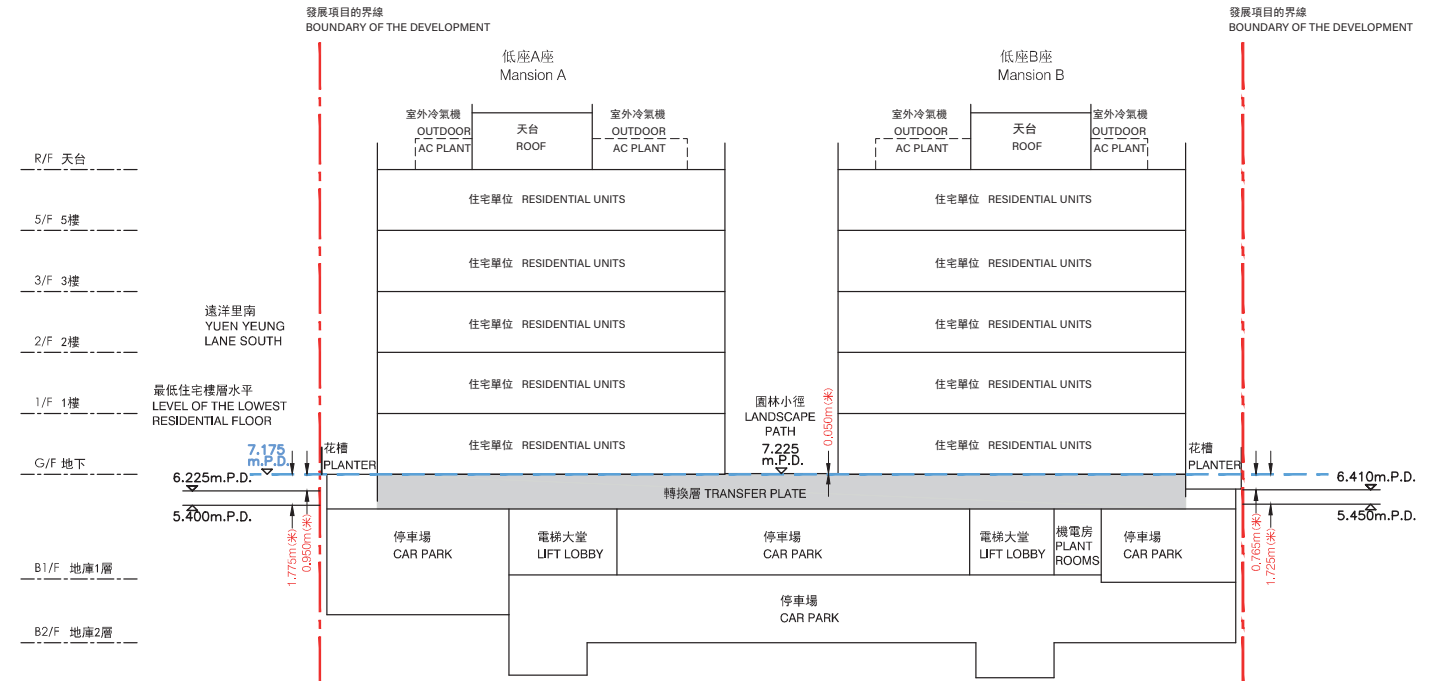 發展項目的界線
BOUNDARY OF THE DEVELOPMENT
發展項目的界線
BOUNDARY OF THE DEVELOPMENT
低座A座
Mansion A
低座B座
Mansion B
室外冷氣機
OUTDOOR
AC PLANT
天台
ROOF
室外冷氣機
OUTDOOR
AC PLANT
室外冷氣機
OUTDOOR
AC PLANT
天台
ROOF
室外冷氣機
OUTDOOR
AC PLANT
R/F 天台
住宅單位 RESIDENTIAL UNITS
住宅單位 RESIDENTIAL UNITS
5/F 5樓
住宅單位 RESIDENTIAL UNITS
住宅單位 RESIDENTIAL UNITS
3/F 3樓
遠洋里南
YUEN YEUNG
LANE SOUTH
住宅單位 RESIDENTIAL UNITS
住宅單位 RESIDENTIAL UNITS
2/F 2樓
住宅單位 RESIDENTIAL UNITS
住宅單位 RESIDENTIAL UNITS
1/F 1樓
最低住宅樓層水平
LEVEL OF THE LOWEST
RESIDENTIAL FLOOR
園林小徑
LANDSCAPE
PATH
7.225
m.P.D.
0.050m(米)
住宅單位 RESIDENTIAL UNITS
住宅單位 RESIDENTIAL UNITS
7.175
m.P.D.
花槽
PLANTER
花槽
PLANTER
G/F 地下
6.225m.P.D.
5.400m.P.D.
1.775m(米)
0.950m(米)
轉換層 TRANSFER PLATE
6.410m.P.D.
5.450m.P.D.
0.765m(米)
1.725m(米)
停車場
CAR PARK
電梯大堂
LIFT LOBBY
停車場
CAR PARK
電梯大堂
LIFT LOBBY
機電房
PLANT
ROOMS
停車場
CAR PARK
B1/F 地庫1層
停車場
CAR PARK
B2/F 地庫2層